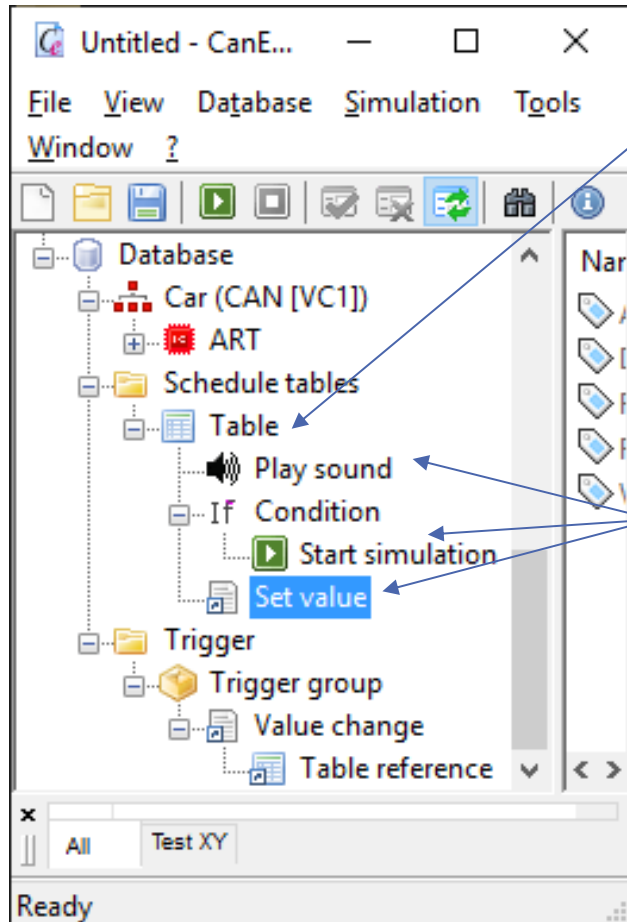 Untitled - CanE...
File View Database Simulation Tools
Window ?
Database
Nar
Car (CAN [VC1])
ART
Schedule tables
Table
Play sound
If Condition
Start simulation
Set value
Trigger
Trigger group
Value change
Table reference
All Test XY
Ready